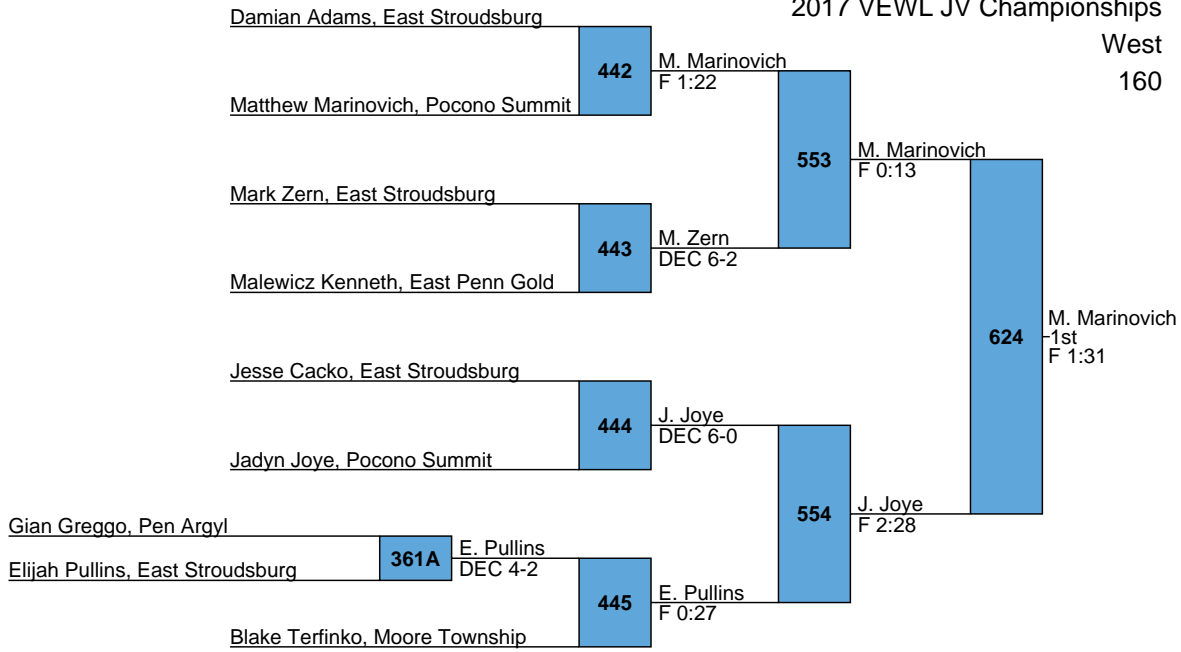 2017 VEWL JV Championships
West
160
Damian Adams, East Stroudsburg
442
M. Marinovich
F 1:22
Matthew Marinovich, Pocono Summit
553
M. Marinovich
F 0:13
Mark Zern, East Stroudsburg
443
M. Zern
DEC 6-2
Malewicz Kenneth, East Penn Gold
624
M. Marinovich
1st
F 1:31
Jesse Cacko, East Stroudsburg
444
J. Joye
DEC 6-0
Jadyn Joye, Pocono Summit
554
J. Joye
F 2:28
Gian Greggo, Pen Argyl
361A
E. Pullins
DEC 4-2
Elijah Pullins, East Stroudsburg
445
E. Pullins
F 0:27
Blake Terfinko, Moore Township